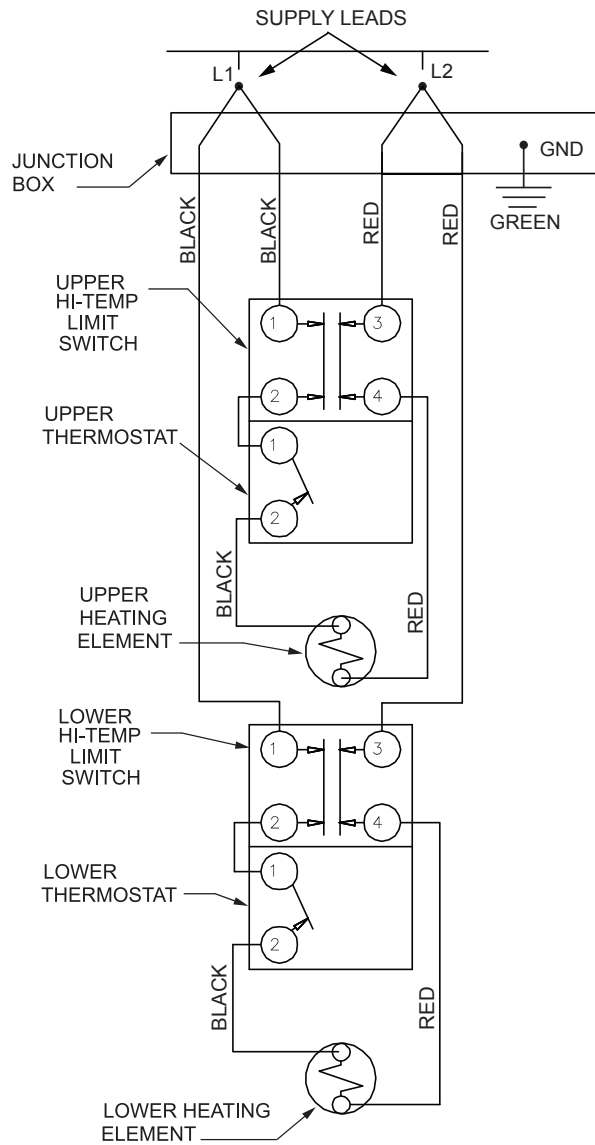 SUPPLY LEADS
L1
L2
JUNCTION
BOX
GND
GREEN
BLACK
BLACK
RED
RED
UPPER
HI-TEMP
LIMIT
SWITCH
1
3
2
4
UPPER
THERMOSTAT
1
2
BLACK
RED
UPPER
HEATING
ELEMENT
LOWER
HI-TEMP
LIMIT
SWITCH
1
3
2
4
LOWER
THERMOSTAT
1
2
BLACK
RED
LOWER HEATING
ELEMENT